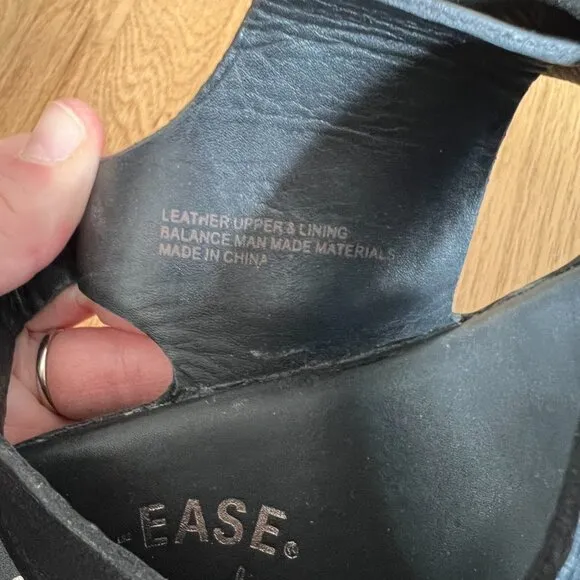 LEATHER UPPER & LINING
BALANCE MAN MADE MATERIALS
MADE IN CHINA
EASE.®